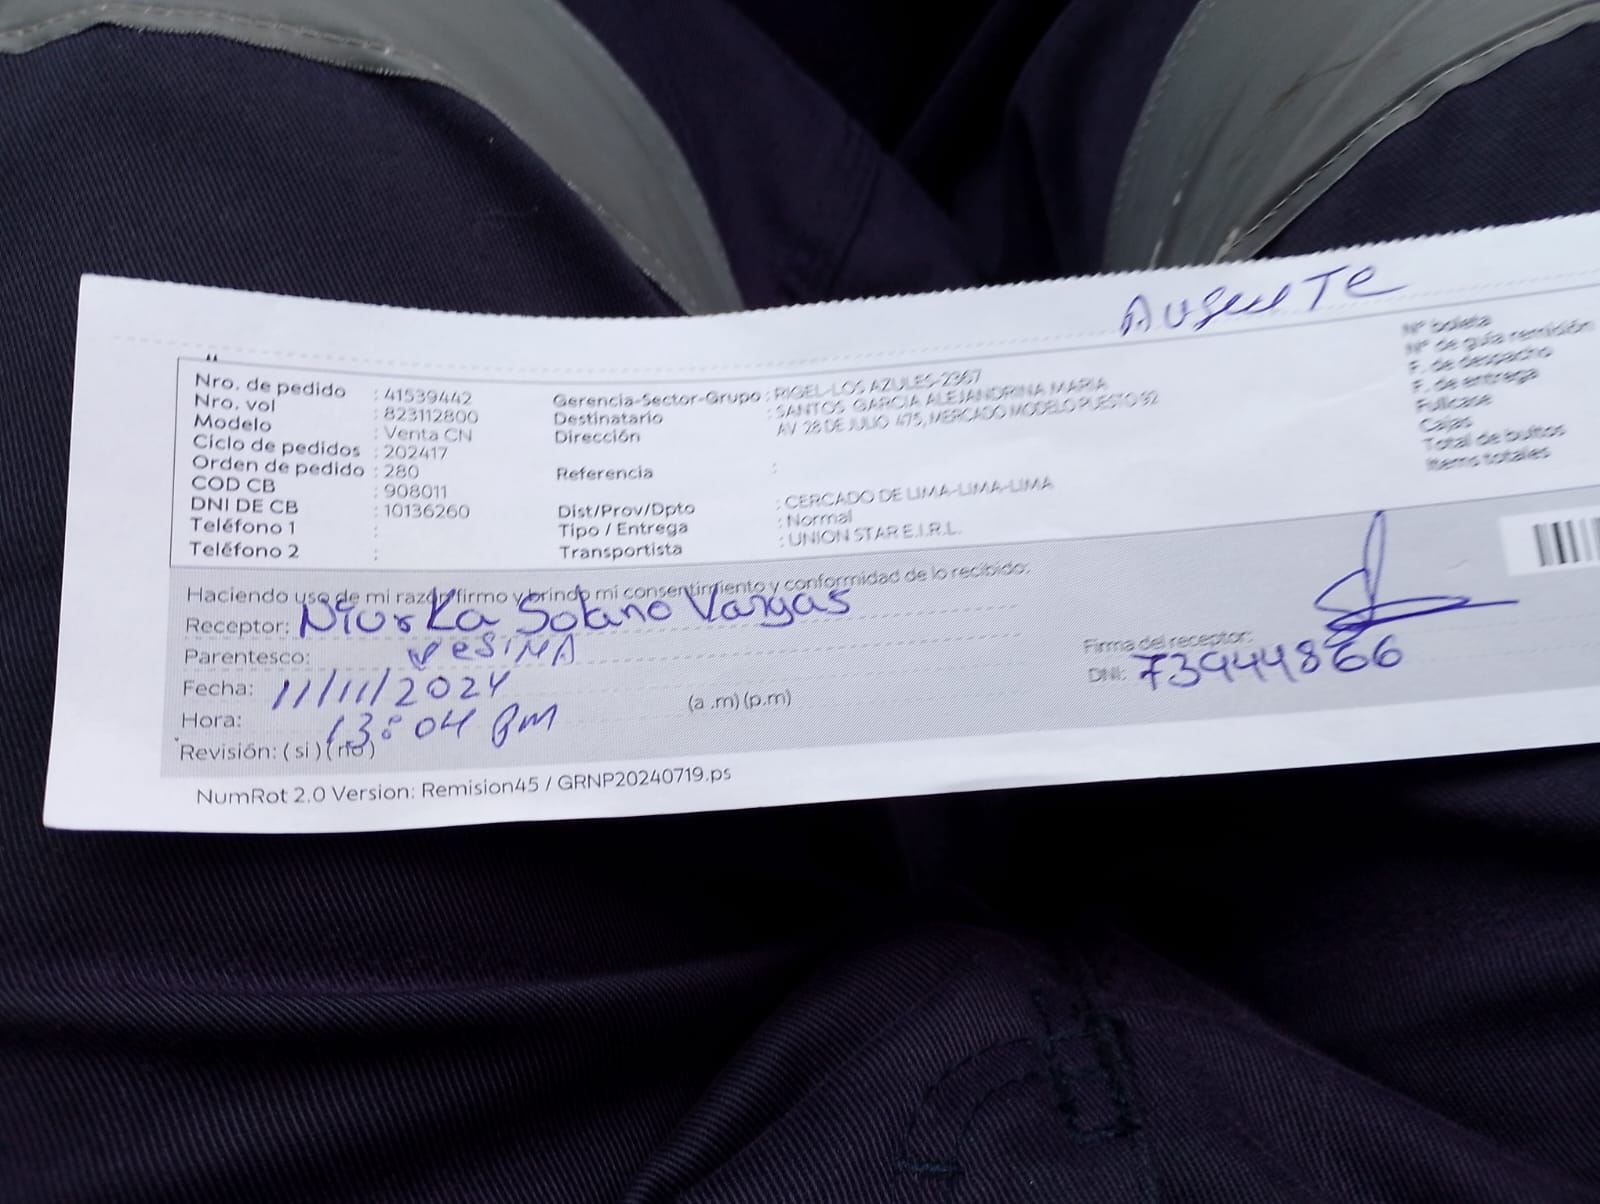 Ausente
Nro. de pedido : 41539442
Nro. vol : 823112800
Modelo : Venta CN
Ciclo de pedidos : 202417
Orden de pedido : 280
COD CB : 908011
DNI DE CB : 10136260
Teléfono 1 :
Teléfono 2 :
Gerencia-Sector-Grupo : RIGEL-LOS AZULES-2367
Destinatario : SANTOS GARCIA ALEJANDRINA MARIA
Dirección : AV 28 DE JULIO 475, MERCADO MODELO PUESTO 92
Referencia :
Dist/Prov/Dpto : CERCADO DE LIMA-LIMA-LIMA
Tipo / Entrega : Normal
Transportista : UNION STAR E.I.R.L.
Nº boleta
Nº de guía remisión
F. de despacho
F. de entrega
Fullcase
Cajas
Total de bultos
Items totales
Haciendo uso de mi razón firmo y brindo mi consentimiento y conformidad de lo recibido:
Receptor: Niurka Solano Vargas
Parentesco: vesina
Fecha: 11/11/2024
Hora: 13:04 pm (a .m) (p.m)
Revisión: ( si ) ( no )
Firma del receptor:
DNI: 73944866
NumRot 2.0 Version: Remision45 / GRNP20240719.ps